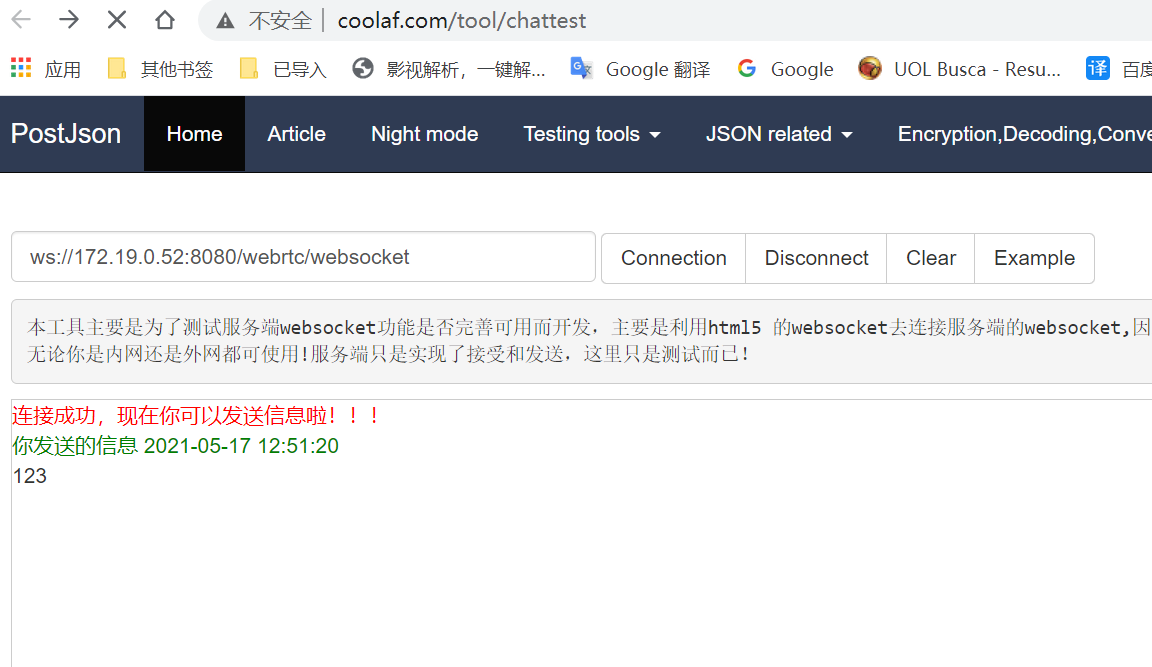 不安全 coolaf.com/tool/chattest
应用 其他书签 已导入 影视解析，一键解... Google 翻译 Google UOL Busca - Resu... 译 百度
PostJson Home Article Night mode Testing tools JSON related Encryption,Decoding,Conve
ws://172.19.0.52:8080/webrtc/websocket Connection Disconnect Clear Example
本工具主要是为了测试服务端websocket功能是否完善可用而开发，主要是利用html5 的websocket去连接服务端的websocket,因
无论你是内网还是外网都可使用!服务端只是实现了接受和发送，这里只是测试而已!
连接成功，现在你可以发送信息啦！！！
你发送的信息 2021-05-17 12:51:20
123